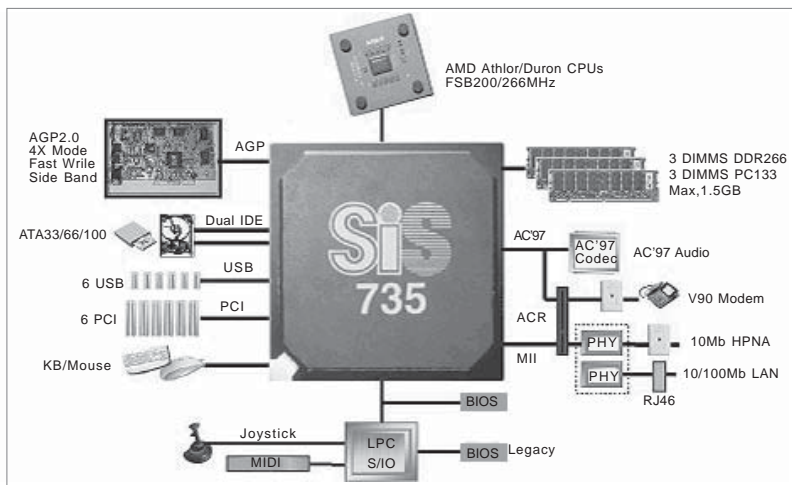 AMD Athlor/Duron CPUs
FSB200/266MHz
AGP2.0
4X Mode
Fast Wrile
Side Band
AGP
3 DIMMS DDR266
3 DIMMS PC133
Max,1.5GB
Dual IDE
ATA33/66/100
SiS
735
AC'97
AC'97
Codec
AC'97 Audio
USB
6 USB
V90 Modem
PCI
6 PCI
ACR
MII
PHY
10Mb HPNA
KB/Mouse
PHY
10/100Mb LAN
RJ46
BIOS
Joystick
LPC
S/IO
BIOS
Legacy
MIDI